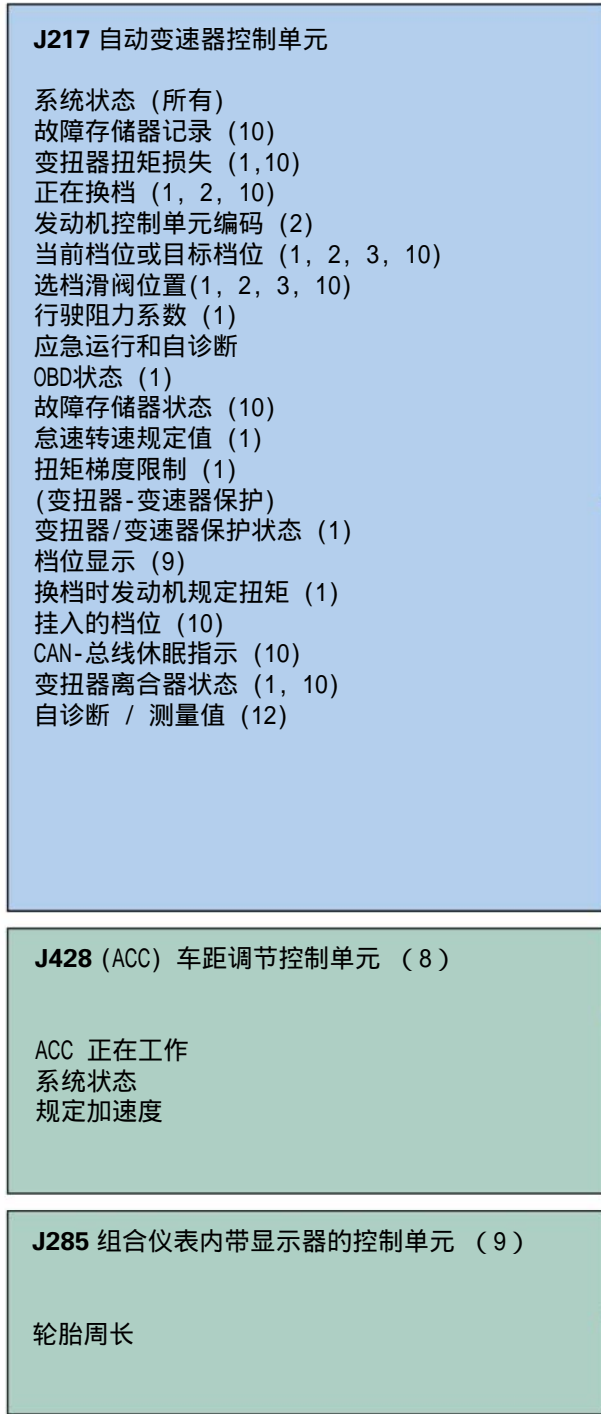 J217 自动变速器控制单元
系统状态 (所有)
故障存储器记录 (10)
变扭器扭矩损失 (1,10)
正在换档 (1, 2, 10)
发动机控制单元编码 (2)
当前档位或目标档位 (1, 2, 3, 10)
选档滑阀位置(1, 2, 3, 10)
行驶阻力系数 (1)
应急运行和自诊断
OBD状态 (1)
故障存储器状态 (10)
怠速转速规定值 (1)
扭矩梯度限制 (1)
(变扭器-变速器保护)
变扭器/变速器保护状态 (1)
档位显示 (9)
换档时发动机规定扭矩 (1)
挂入的档位 (10)
CAN-总线休眠指示 (10)
变扭器离合器状态 (1, 10)
自诊断 / 测量值 (12)
J428 (ACC) 车距调节控制单元 (8)
ACC 正在工作
系统状态
规定加速度
J285 组合仪表内带显示器的控制单元 (9)
轮胎周长